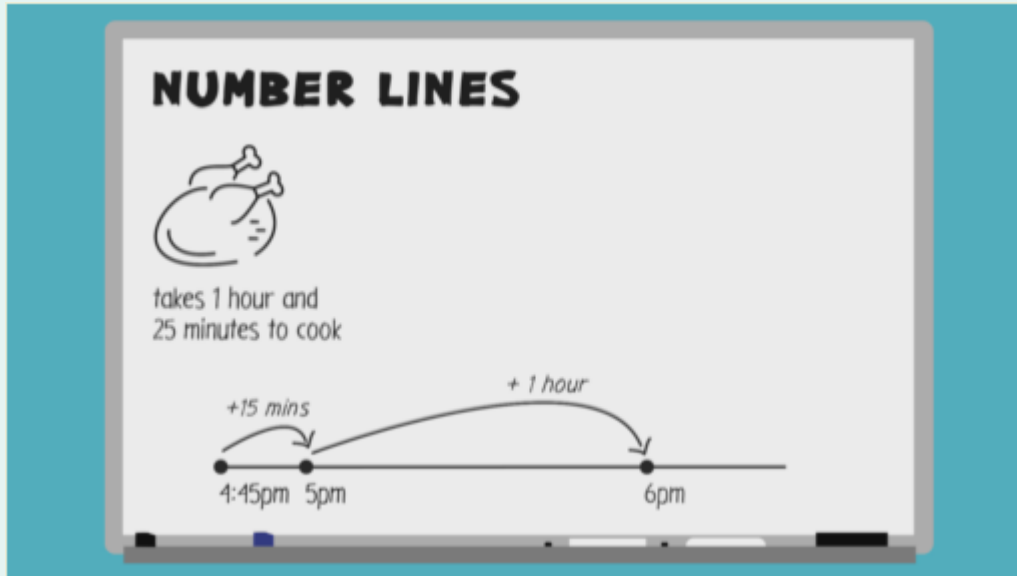 NUMBER LINES
takes 1 hour and
25 minutes to cook
+ 1 hour
+15 mins
4:45pm 5pm 6pm